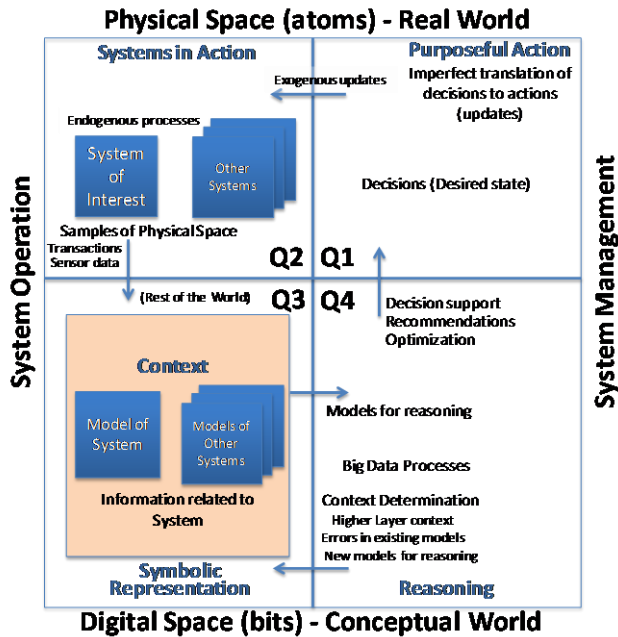 Physical Space (atoms) - Real World
Systems in Action
Purposeful Action
Exogenous updates
Imperfect translation of
decisions to actions
(updates)
Endogenous processes
System
of
Interest
Other
Systems
Decisions (Desired state)
Samples of Physical Space
Transactions
Sensor data
Q2
Q1
System Operation
System Management
(Rest of the World)
Q3
Q4
Decision support
Recommendations
Optimization
Context
Model of
System
Models of
Other
Systems
Models for reasoning
Big Data Processes
Information related to
System
Context Determination
Higher Layer context
Errors in existing models
New models for reasoning
Symbolic
Representation
Reasoning
Digital Space (bits) - Conceptual World